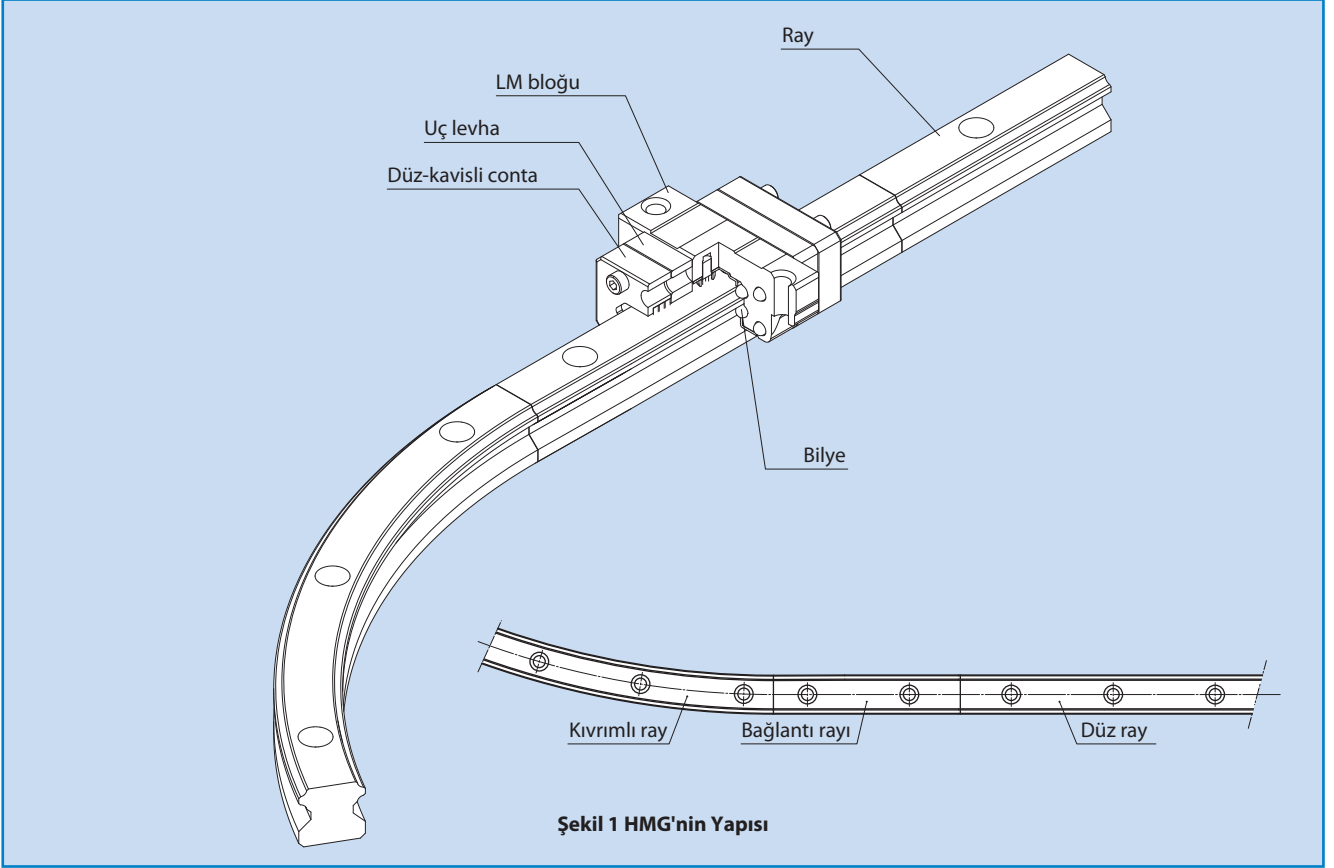 Ray
LM bloğu
Uç levha
Düz-kavisli conta
Bilye
Kıvrımlı ray
Bağlantı rayı
Düz ray
Şekil 1 HMG'nin Yapısı